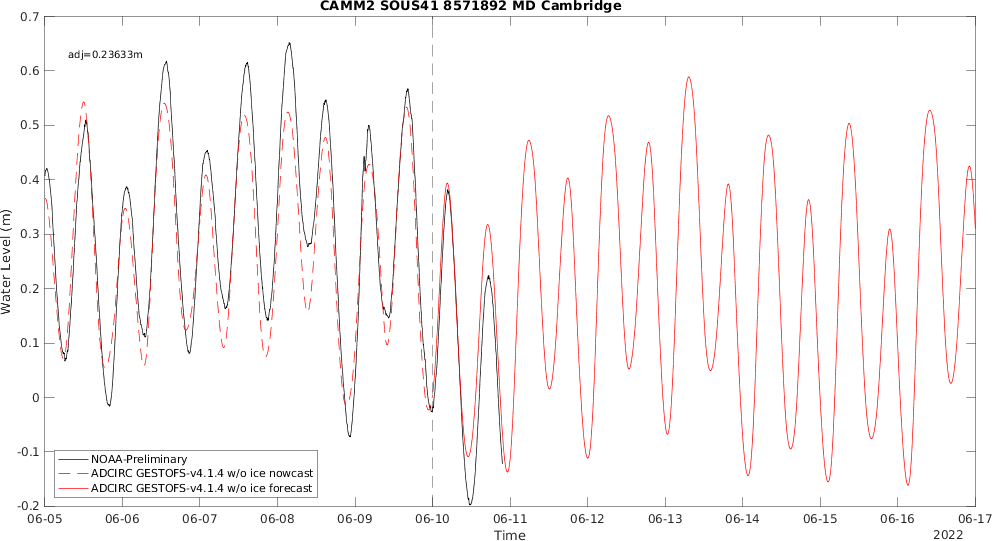 CAMM2 SOUS41 8571892 MD Cambridge
adj=0.23633m
0.7
0.6
0.5
0.4
0.3
0.2
0.1
0
-0.1
-0.2
Water Level (m)
NOAA-Preliminary
ADCIRC GESTOFS-v4.1.4 w/o ice nowcast
ADCIRC GESTOFS-v4.1.4 w/o ice forecast
06-05 06-06 06-07 06-08 06-09 06-10 06-11 06-12 06-13 06-14 06-15 06-16 06-17
Time
2022